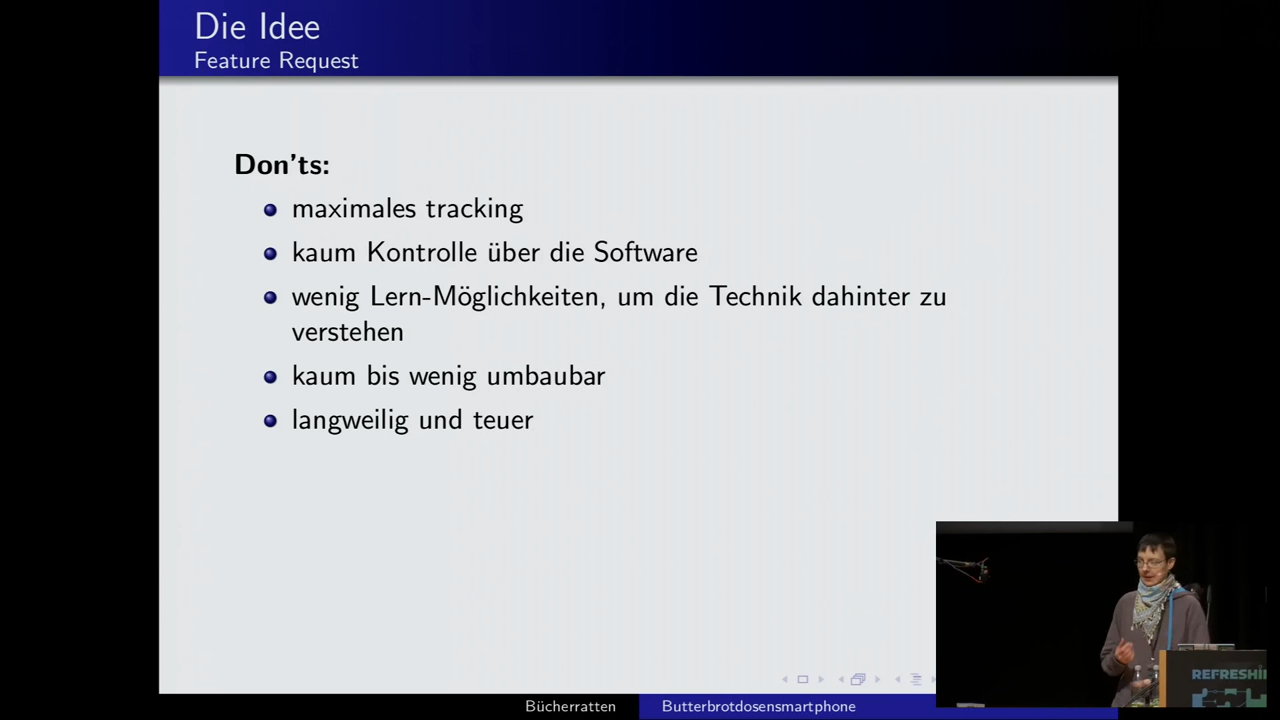 Die Idee
Feature Request
Don'ts:
maximales tracking
kaum Kontrolle über die Software
wenig Lern-Möglichkeiten, um die Technik dahinter zu
verstehen
kaum bis wenig umbaubar
langweilig und teuer
REFRESHI
Bücherratten
Butterbrotdosensmartphone